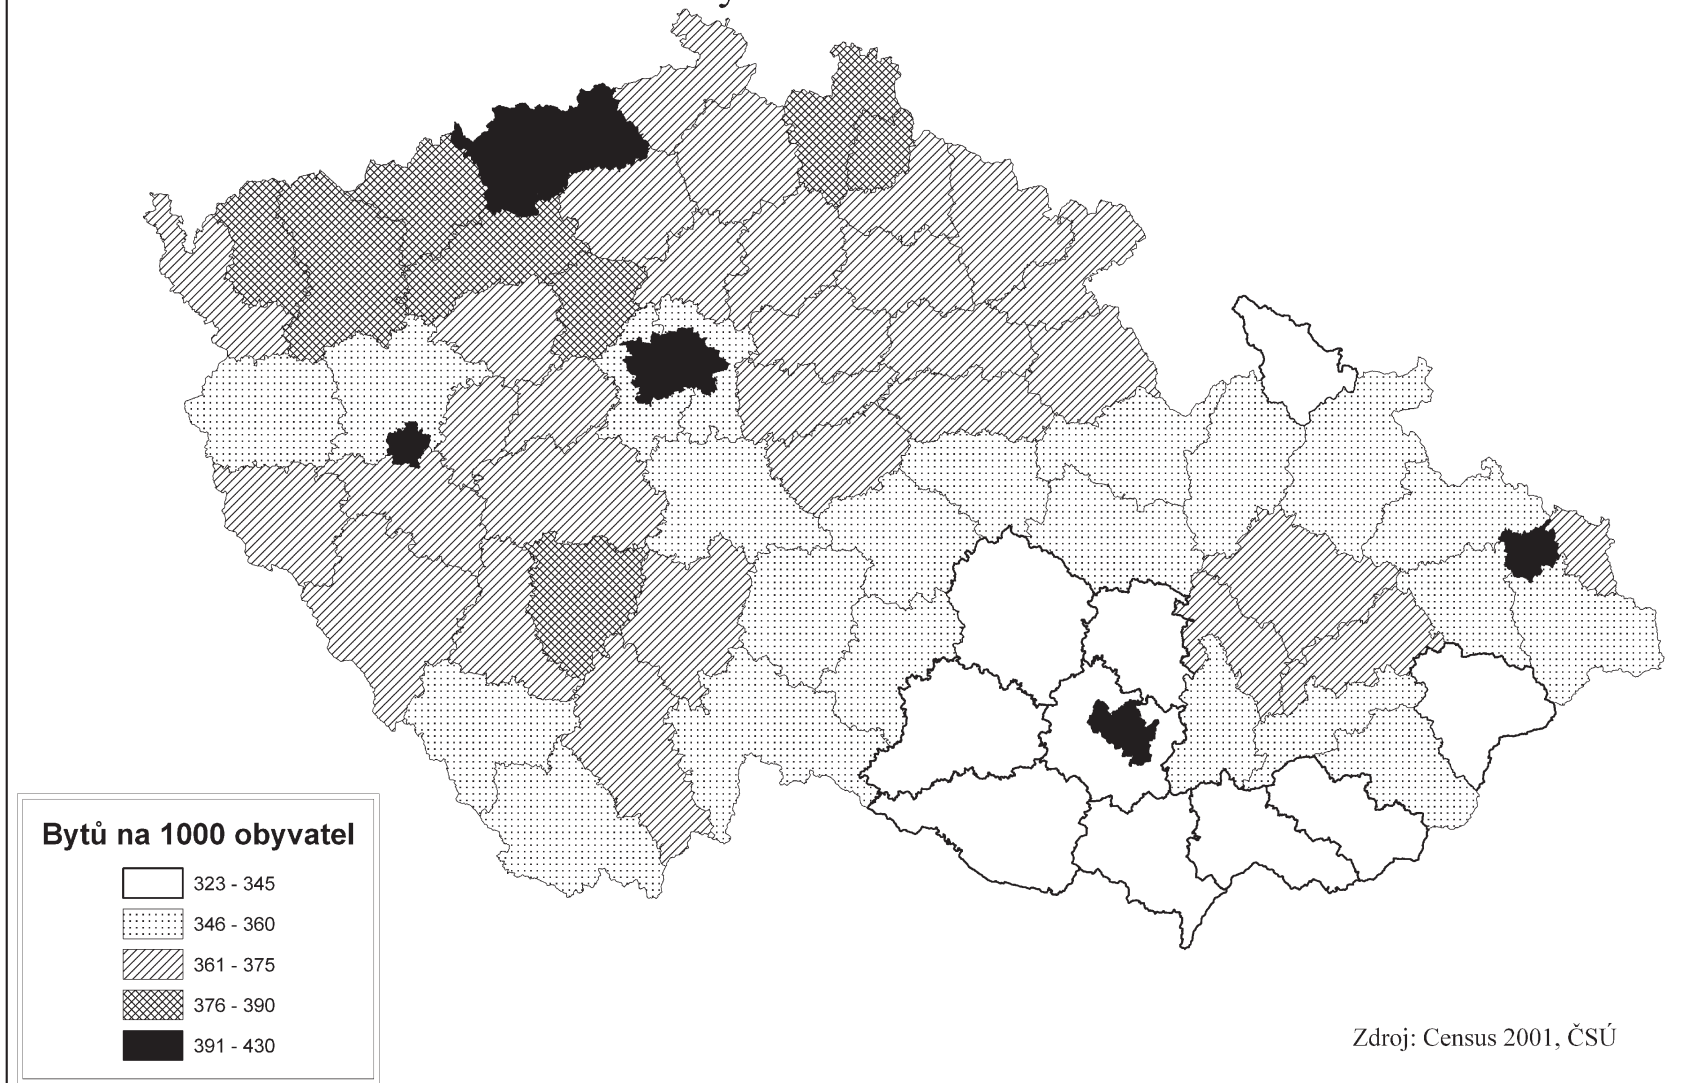 Bytů na 1000 obyvatel
323 - 345
346 - 360
361 - 375
376 - 390
391 - 430
Zdroj: Census 2001, ČSÚ